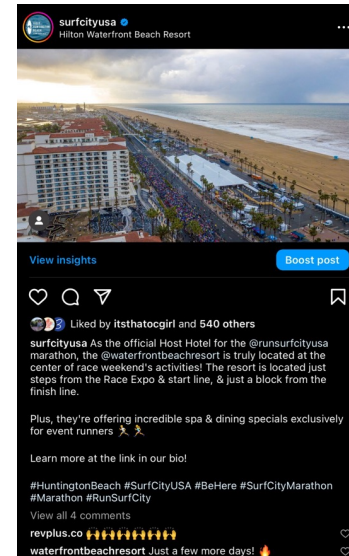 surfcityusa
Hilton Waterfront Beach Resort
View insights
Boost post
Liked by itsthatocgirl and 540 others
surfcityusa As the official Host Hotel for the @runsurfcityusa
marathon, the @waterfrontbeachresort is truly located at the
center of race weekend's activities! The resort is located just
steps from the Race Expo & start line, & just a block from the
finish line.
Plus, they're offering incredible spa & dining specials exclusively
for event runners 🏃 🏃
Learn more at the link in our bio!
#HuntingtonBeach #SurfCityUSA #BeHere #SurfCityMarathon
#Marathon #RunSurfCity
View all 4 comments
revplus.co 🙌🙌🙌🙌🙌🙌🙌
waterfrontbeachresort Just a few more days! 🔥